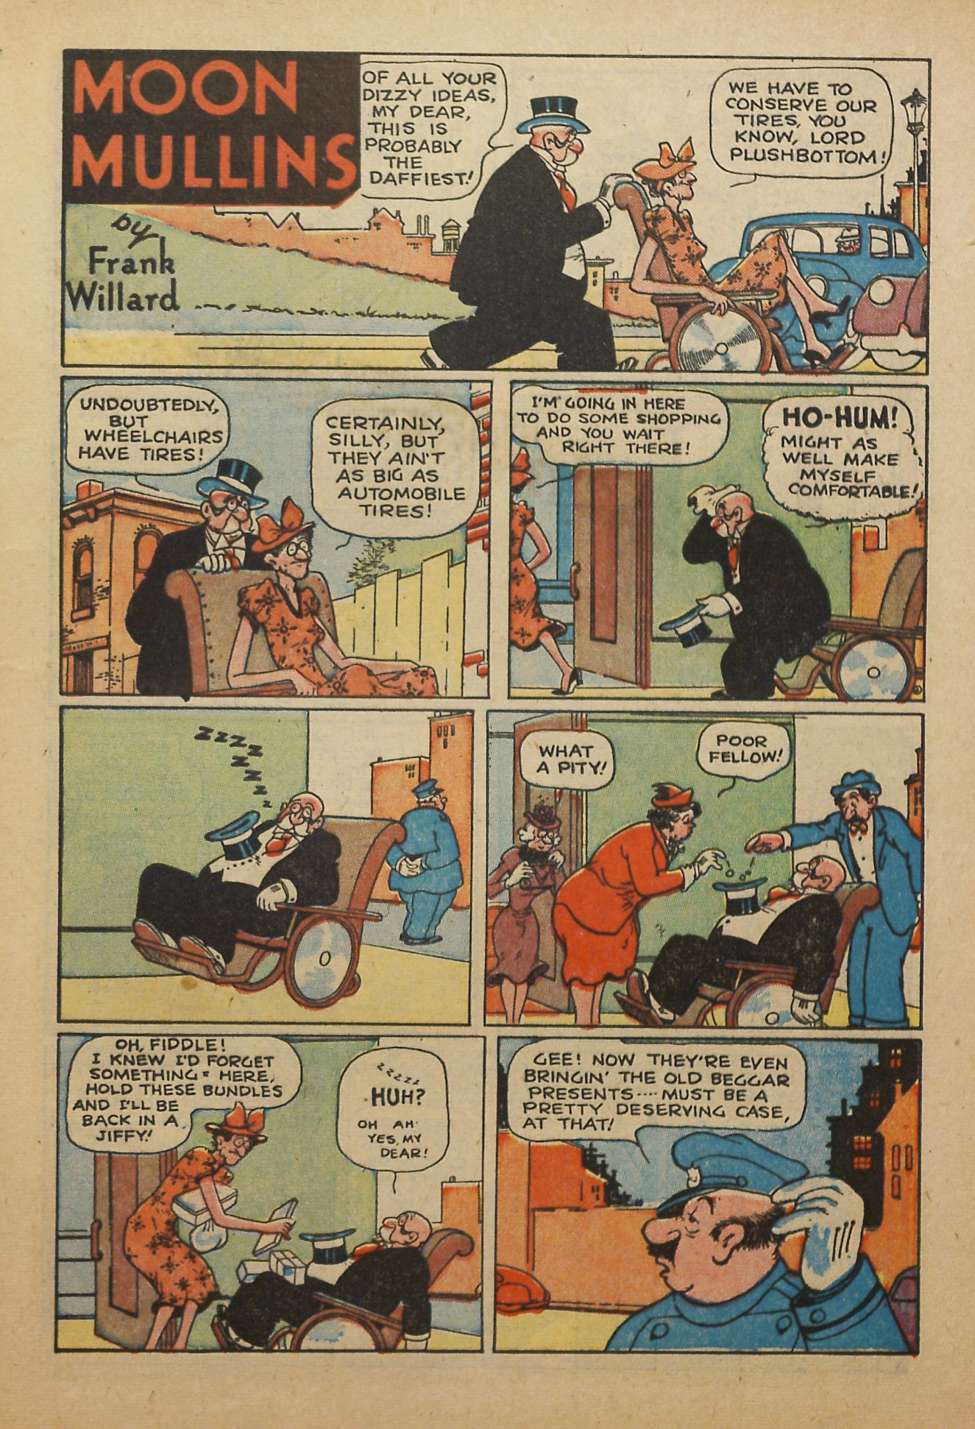 MOON
MULLINS
by
Frank
Willard
OF ALL YOUR
DIZZY IDEAS,
MY DEAR,
THIS IS
PROBABLY
THE
DAFFIEST!
WE HAVE TO
CONSERVE OUR
TIRES, YOU
KNOW, LORD
PLUSHBOTTOM!
UNDOUBTEDLY,
BUT
WHEELCHAIRS
HAVE TIRES!
CERTAINLY,
SILLY, BUT
THEY AIN'T
AS BIG AS
AUTOMOBILE
TIRES!
I'M GOING IN HERE
TO DO SOME SHOPPING
AND YOU WAIT
RIGHT THERE!
HO-HUM!
MIGHT AS
WELL MAKE
MYSELF
COMFORTABLE!
ZZZZZZZZ
WHAT
A PITY!
POOR
FELLOW!
OH, FIDDLE!
I KNEW I'D FORGET
SOMETHING = HERE,
HOLD THESE BUNDLES
AND I'LL BE
BACK IN A
JIFFY!
ZZZZZ
HUH?
OH AH
YES, MY
DEAR!
GEE! NOW THEY'RE EVEN
BRINGIN' THE OLD BEGGAR
PRESENTS.... MUST BE A
PRETTY DESERVING CASE,
AT THAT!